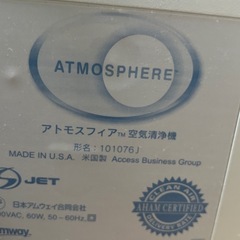 ATMOSPHERE
アトモスフィア™空気清浄機
形名：101076J
MADE IN U.S.A. 米国製 Access Business Group
JET
日本アムウェイ合同会社
00VAC, 60W, 50–60Hz
mway
CLEAN AIR
AHAM CERTIFIED
DELIVERY RATE